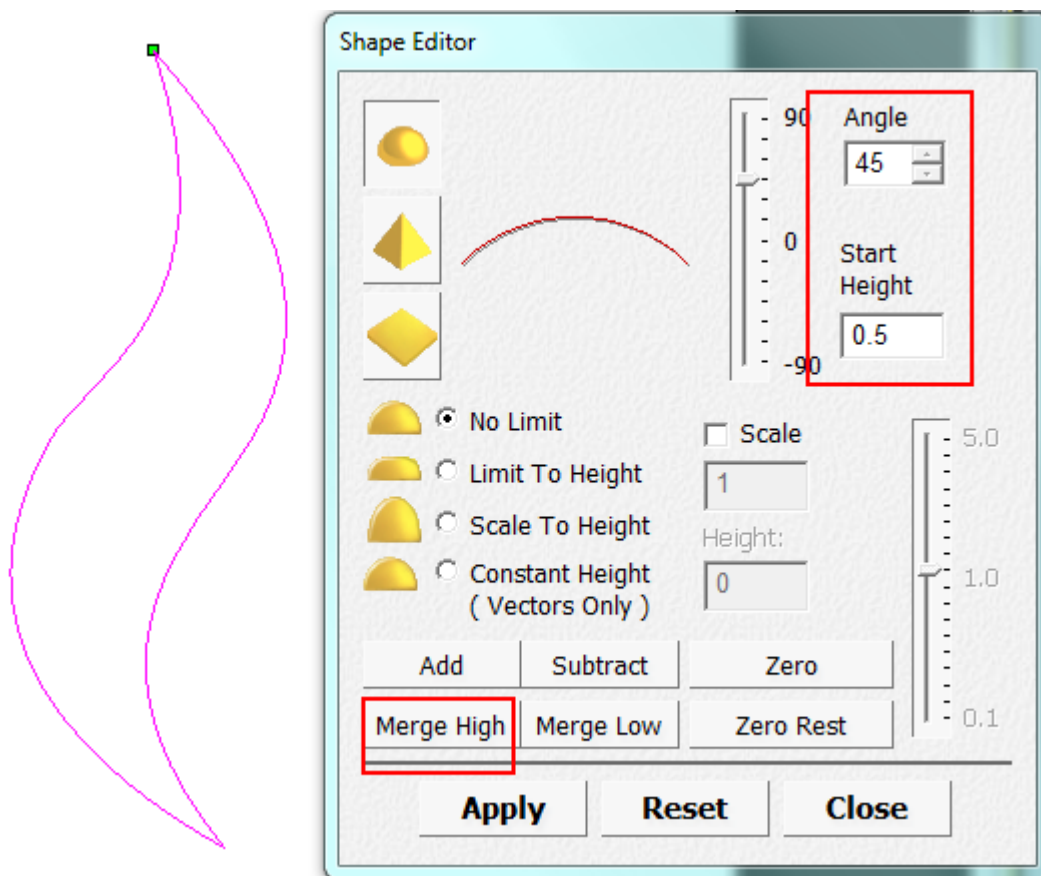 Shape Editor
90
Angle
45
0
Start
Height
0.5
-90
No Limit
Limit To Height
Scale To Height
Constant Height
( Vectors Only )
Scale
1
Height:
0
5.0
1.0
0.1
Add
Subtract
Zero
Merge High
Merge Low
Zero Rest
Apply
Reset
Close